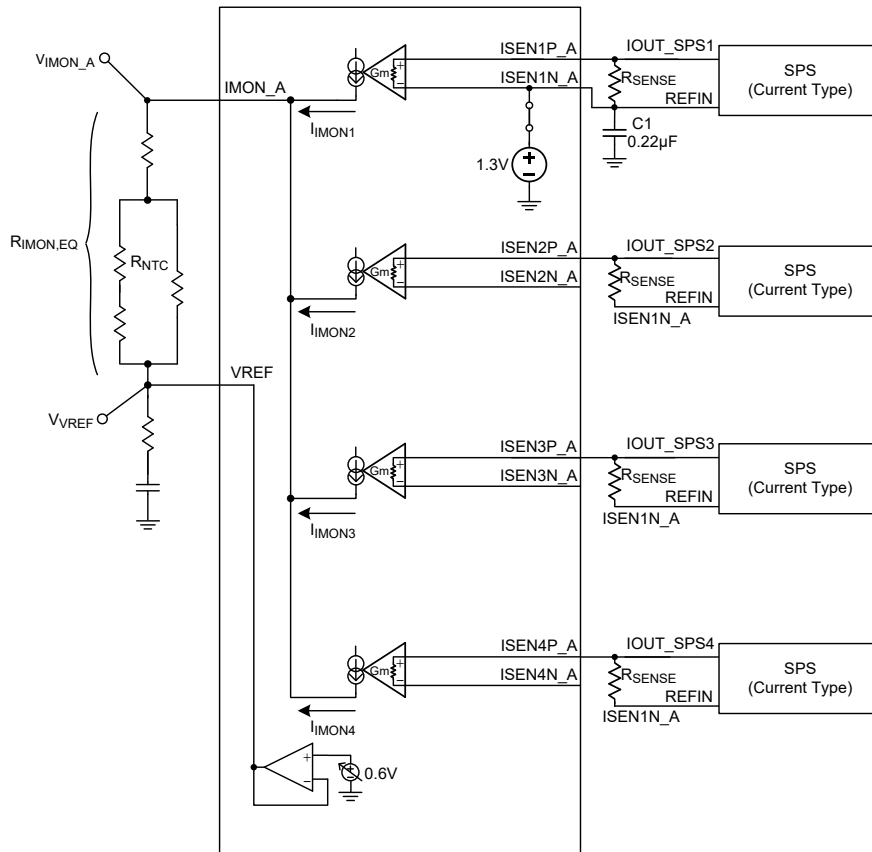 VIMON_A
IMON_A
IIMON1
Gm
+
−
ISEN1P_A
ISEN1N_A
IOUT_SPS1
RSENSE
REFIN
SPS
(Current Type)
C1
0.22µF
1.3V
+
−
RIMON,EQ
RNTC
IIMON2
Gm
+
−
ISEN2P_A
ISEN2N_A
IOUT_SPS2
RSENSE
REFIN
ISEN1N_A
SPS
(Current Type)
VREF
VVREF
IIMON3
Gm
+
−
ISEN3P_A
ISEN3N_A
IOUT_SPS3
RSENSE
REFIN
ISEN1N_A
SPS
(Current Type)
IIMON4
Gm
+
−
ISEN4P_A
ISEN4N_A
IOUT_SPS4
RSENSE
REFIN
ISEN1N_A
SPS
(Current Type)
+
−
+
−
0.6V